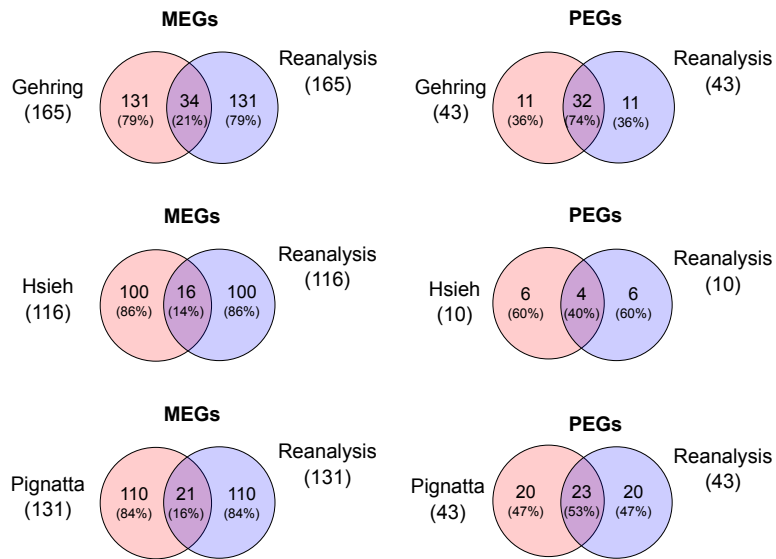 MEGs
Gehring
(165)
131
(79%)
34
(21%)
131
(79%)
Reanalysis
(165)
PEGs
Gehring
(43)
11
(36%)
32
(74%)
11
(36%)
Reanalysis
(43)
MEGs
Hsieh
(116)
100
(86%)
16
(14%)
100
(86%)
Reanalysis
(116)
PEGs
Hsieh
(10)
6
(60%)
4
(40%)
6
(60%)
Reanalysis
(10)
MEGs
Pignatta
(131)
110
(84%)
21
(16%)
110
(84%)
Reanalysis
(131)
PEGs
Pignatta
(43)
20
(47%)
23
(53%)
20
(47%)
Reanalysis
(43)